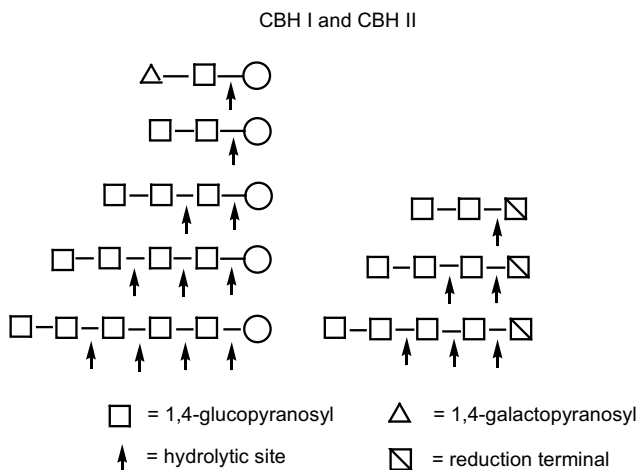 CBH I and CBH II
= 1,4-glucopyranosyl
= 1,4-galactopyranosyl
= hydrolytic site
= reduction terminal